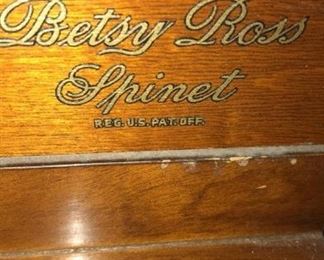 Betsy Ross
Spinet
REG. U.S. PAT. OFF.